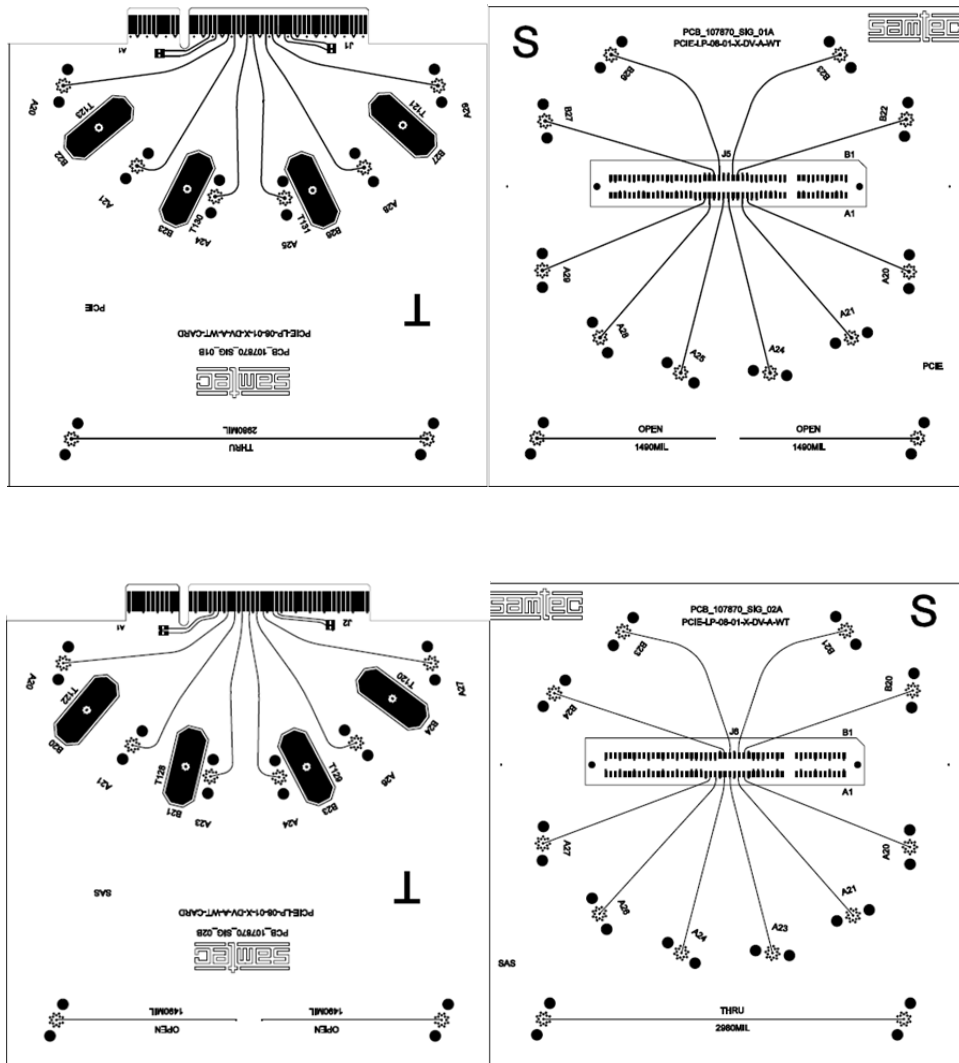 A1
J1
A20
T123
B22
T121
B27
A29
A21
A28
B23
T130
A24
A25
T131
B26
PCIE
T
PCIE-LP-08-01-X-DV-A-WT-CARD
PCB_107870_SIG_01B
samtec
2980MIL
THRU
S
PCB_107870_SIG_01A
PCIE-LP-08-01-X-DV-A-WT
samtec
B26
B23
B27
B22
J5
B1
A1
A29
A20
A28
A21
A25
A24
PCIE
OPEN
OPEN
1490MIL
1490MIL
A1
J2
A20
T122
B20
T120
B24
A27
A21
A26
T128
B21
A23
A24
T129
B23
SAS
T
PCIE-LP-08-01-X-DV-A-WT-CARD
PCB_107870_SIG_02B
samtec
1490MIL
1490MIL
OPEN
OPEN
samtec
PCB_107870_SIG_02A
PCIE-LP-08-01-X-DV-A-WT
S
B23
B21
B24
B20
J6
B1
A1
A27
A20
A26
A21
A24
A23
SAS
THRU
2980MIL